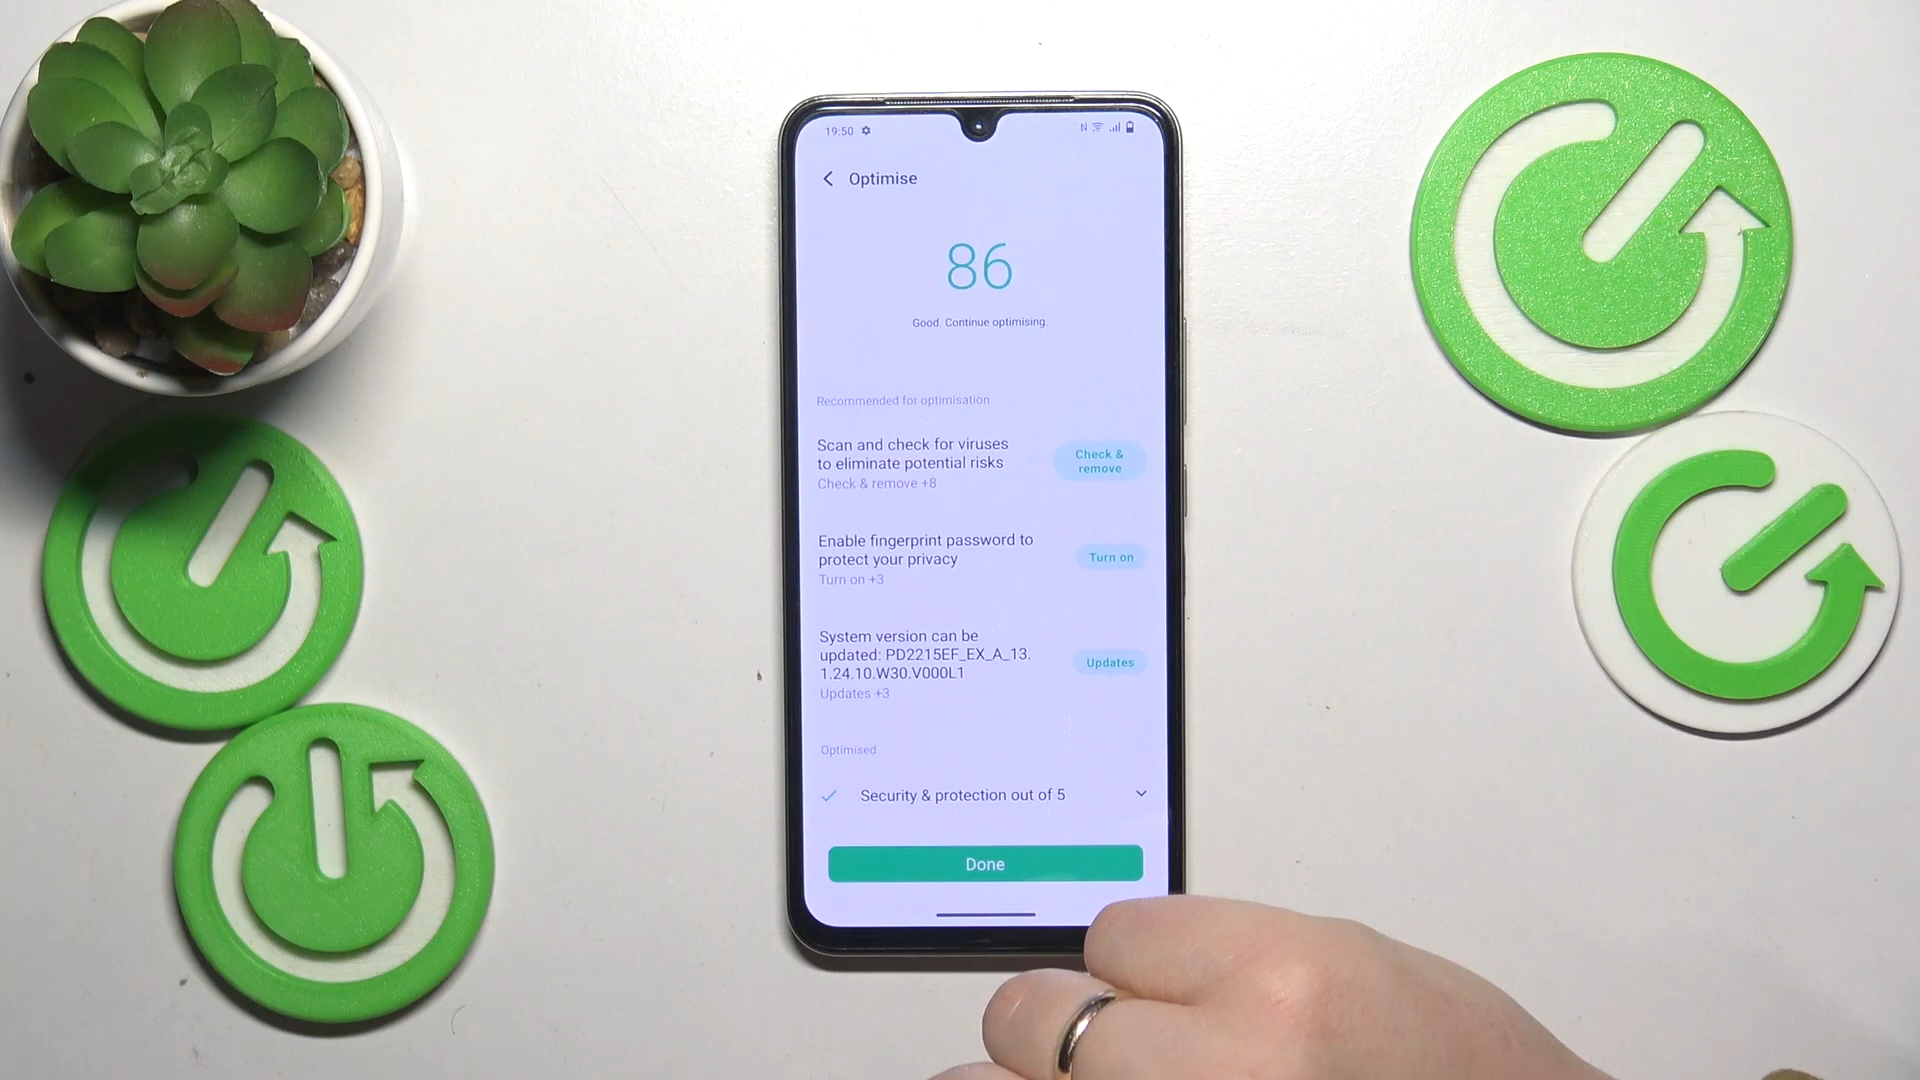 19:50
Optimise
86
Good. Continue optimising.
Recommended for optimisation
Scan and check for viruses
to eliminate potential risks
Check & remove +8
Check &
remove
Enable fingerprint password to
protect your privacy
Turn on +3
Turn on
System version can be
updated: PD2215EF_EX_A_13.
1.24.10.W30.V000L1
Updates +3
Updates
Optimised
Security & protection out of 5
Done